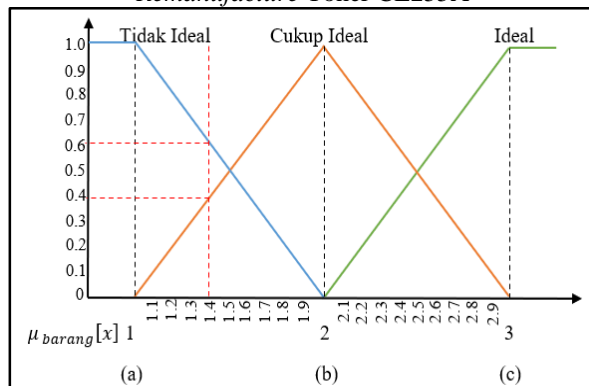 Remanufacture Toner CE255A
Tidak Ideal Cukup Ideal Ideal
1.0
0.9
0.8
0.7
0.6
0.5
0.4
0.3
0.2
0.1
0
1.1 1.2 1.3 1.4 1.5 1.6 1.7 1.8 1.9 2.1 2.2 2.3 2.4 2.5 2.6 2.7 2.8 2.9
μ barang [x] 1 2 3
(a) (b) (c)